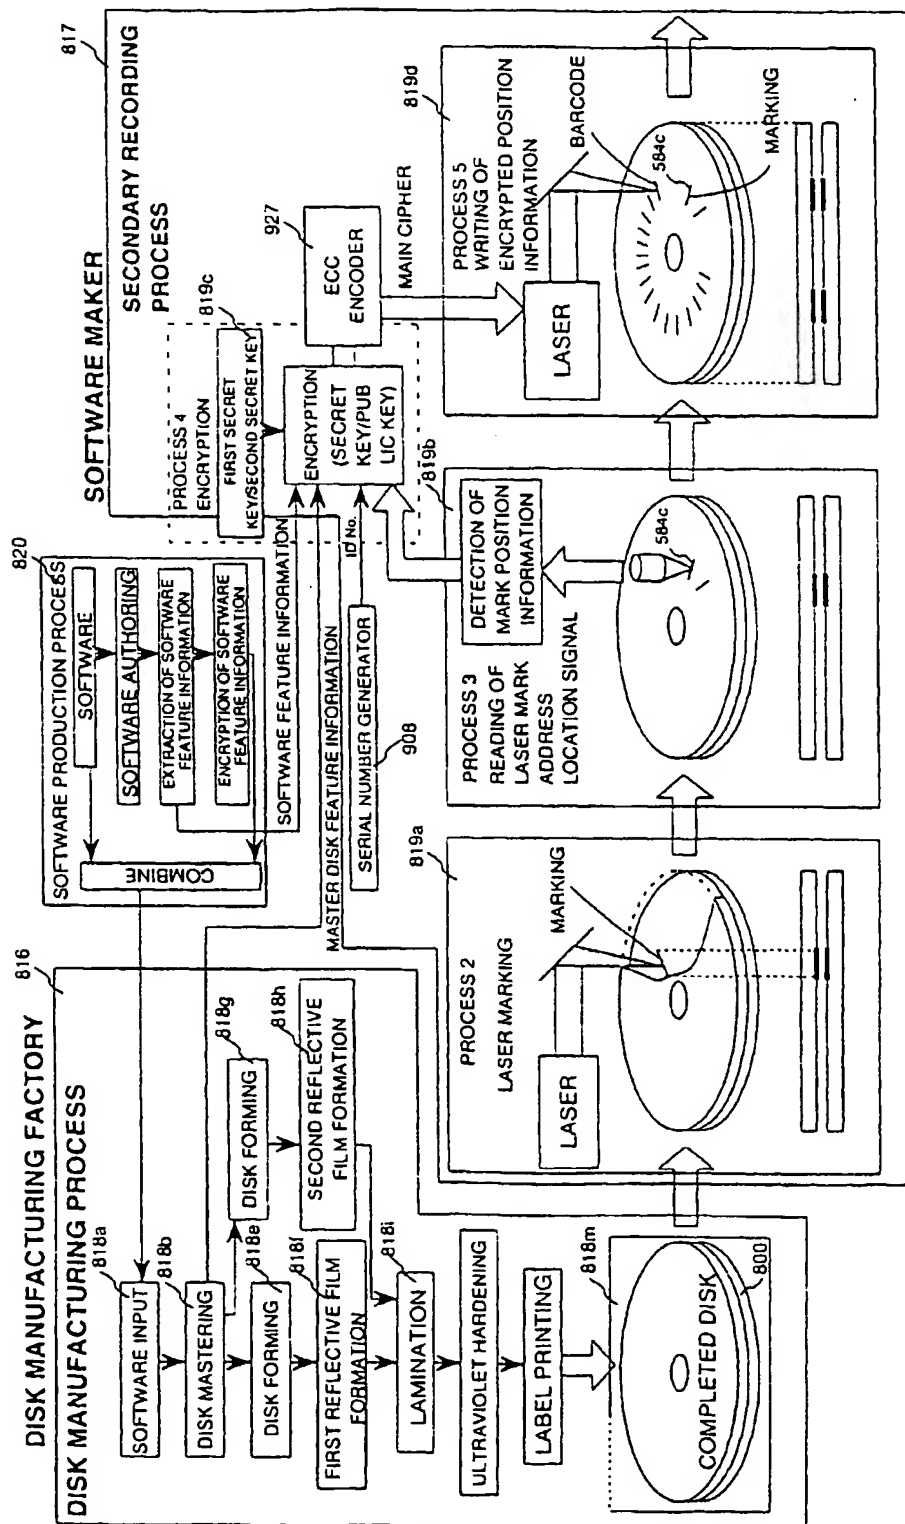 DISK MANUFACTURING FACTORY
816
DISK MANUFACTURING PROCESS
818a
SOFTWARE INPUT
818b
DISK MASTERING
818e
DISK FORMING
818g
DISK FORMING
818f
FIRST REFLECTIVE FILM
FORMATION
818h
SECOND REFLECTIVE
FILM FORMATION
818i
LAMINATION
ULTRAVIOLET HARDENING
LABEL PRINTING
818m
COMPLETED DISK
800
820
SOFTWARE PRODUCTION PROCESS
SOFTWARE
SOFTWARE AUTHORING
EXTRACTION OF SOFTWARE
FEATURE INFORMATION
ENCRYPTION OF SOFTWARE
FEATURE INFORMATION
COMBINE
SOFTWARE FEATURE INFORMATION
MASTER DISK FEATURE INFORMATION
SERIAL NUMBER GENERATOR
908
ID No.
SOFTWARE MAKER
817
SECONDARY RECORDING
PROCESS
PROCESS 4
ENCRYPTION
819c
FIRST SECRET
KEY/SECOND SECRET KEY
ENCRYPTION
(SECRET
KEY/PUB
LIC KEY)
927
ECC
ENCODER
MAIN CIPHER
819a
PROCESS 2
LASER MARKING
LASER
MARKING
819b
PROCESS 3
READING OF
LASER MARK
ADDRESS
LOCATION SIGNAL
DETECTION OF
MARK POSITION
INFORMATION
584c
819d
PROCESS 5
WRITING OF
ENCRYPTED POSITION
INFORMATION
LASER
BARCODE
584c
MARKING